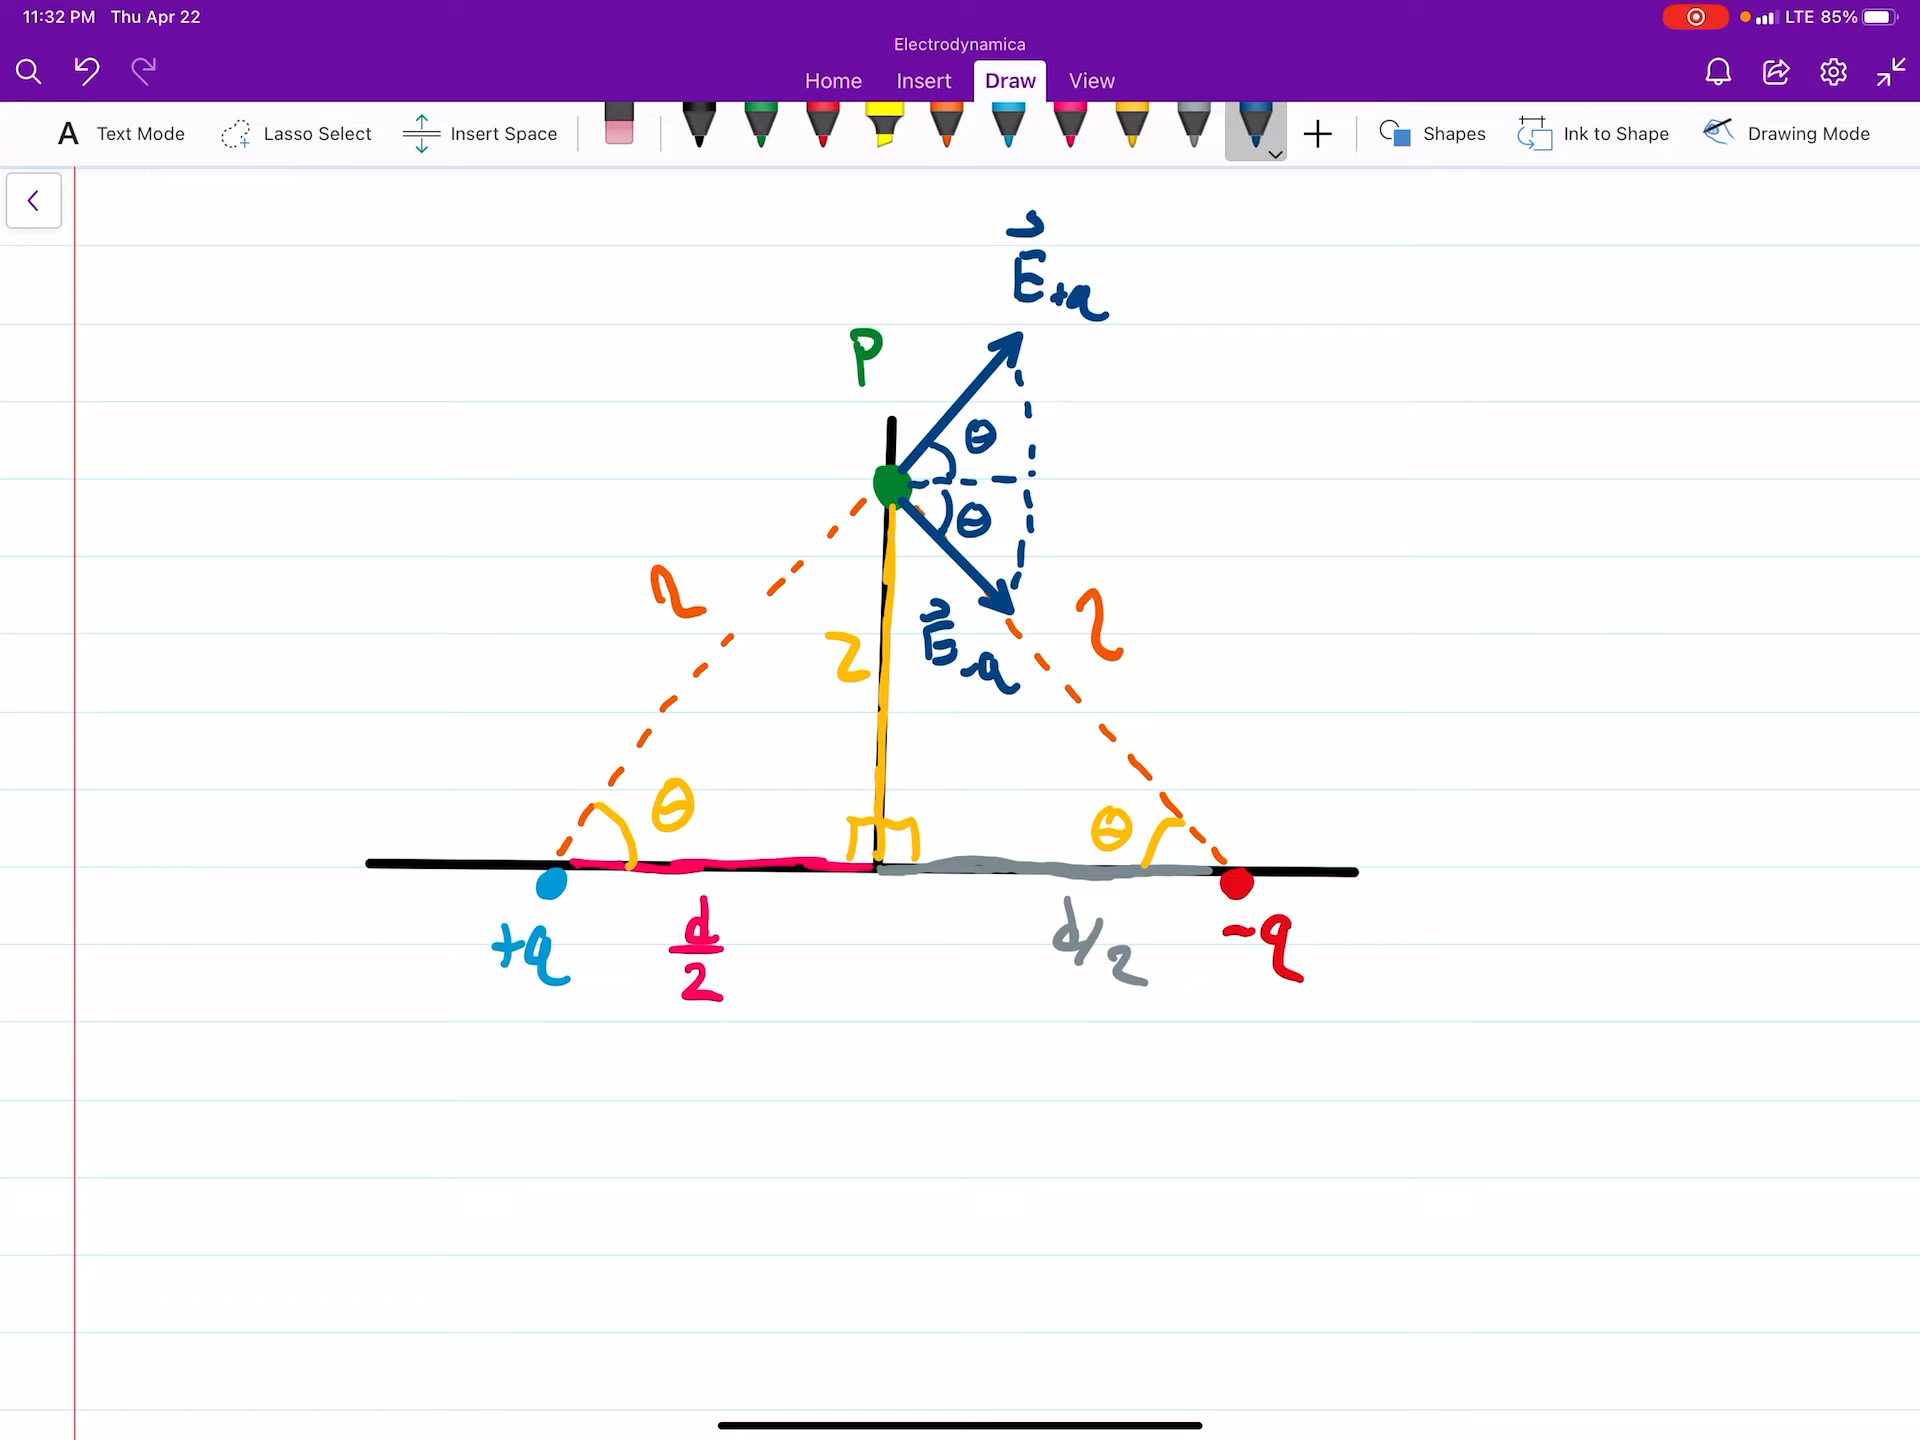 11:32 PM Thu Apr 22
LTE 85%
Electrodynamica
Home Insert Draw View
A Text Mode Lasso Select Insert Space Shapes Ink to Shape Drawing Mode
E+q
P
θ
θ
E-q
z
θ
θ
+q
d/2
d/2
-q